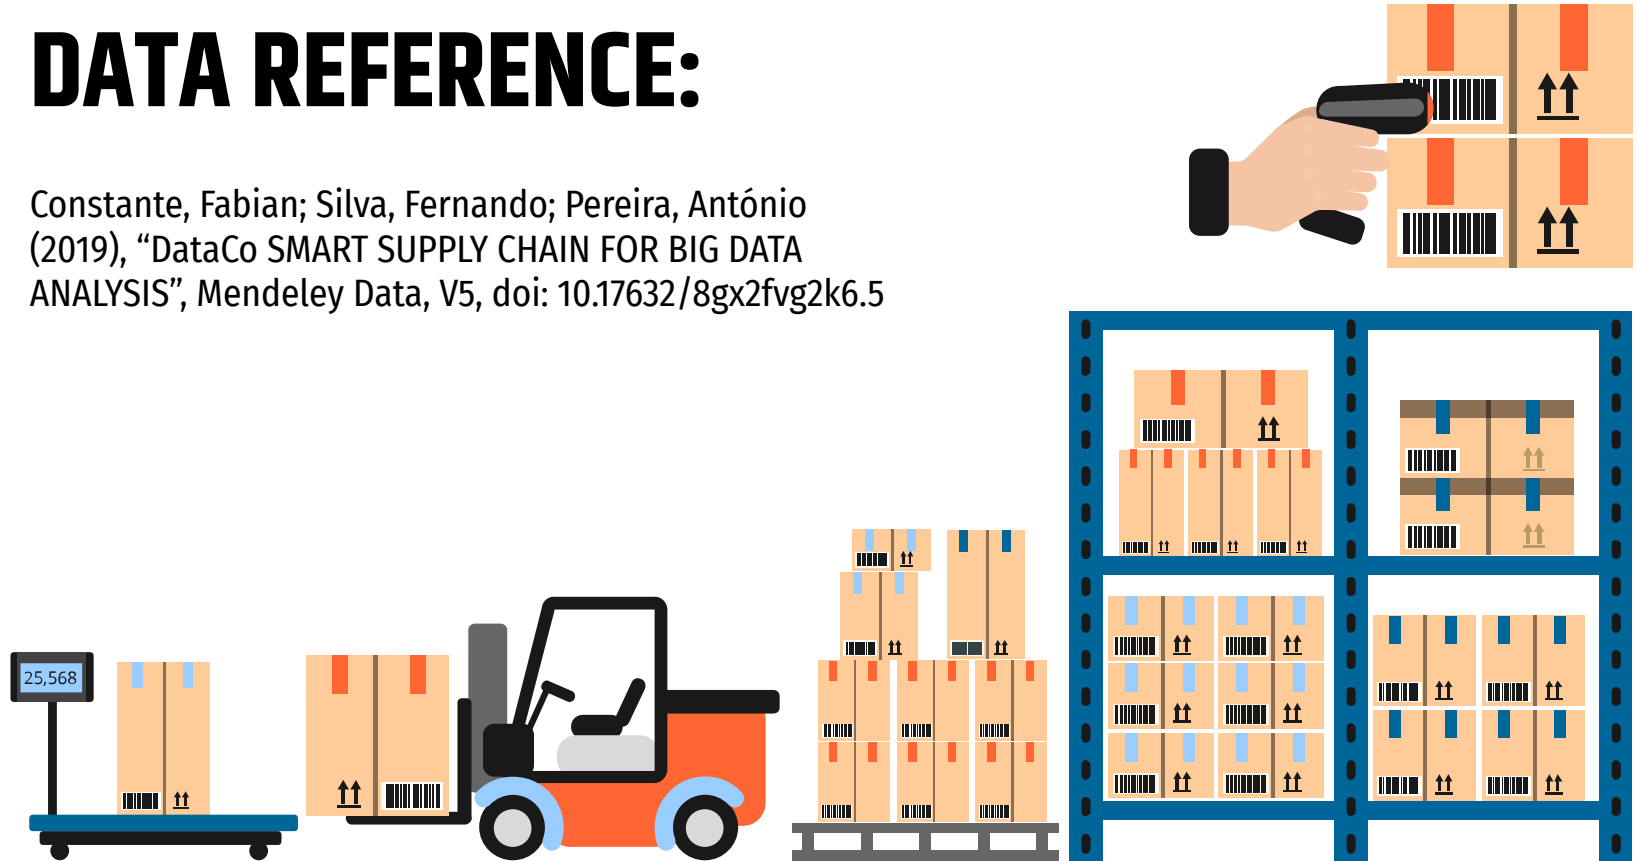 DATA REFERENCE:
Constante, Fabian; Silva, Fernando; Pereira, António
(2019), “DataCo SMART SUPPLY CHAIN FOR BIG DATA
ANALYSIS”, Mendeley Data, V5, doi: 10.17632/8gx2fvg2k6.5
25,568